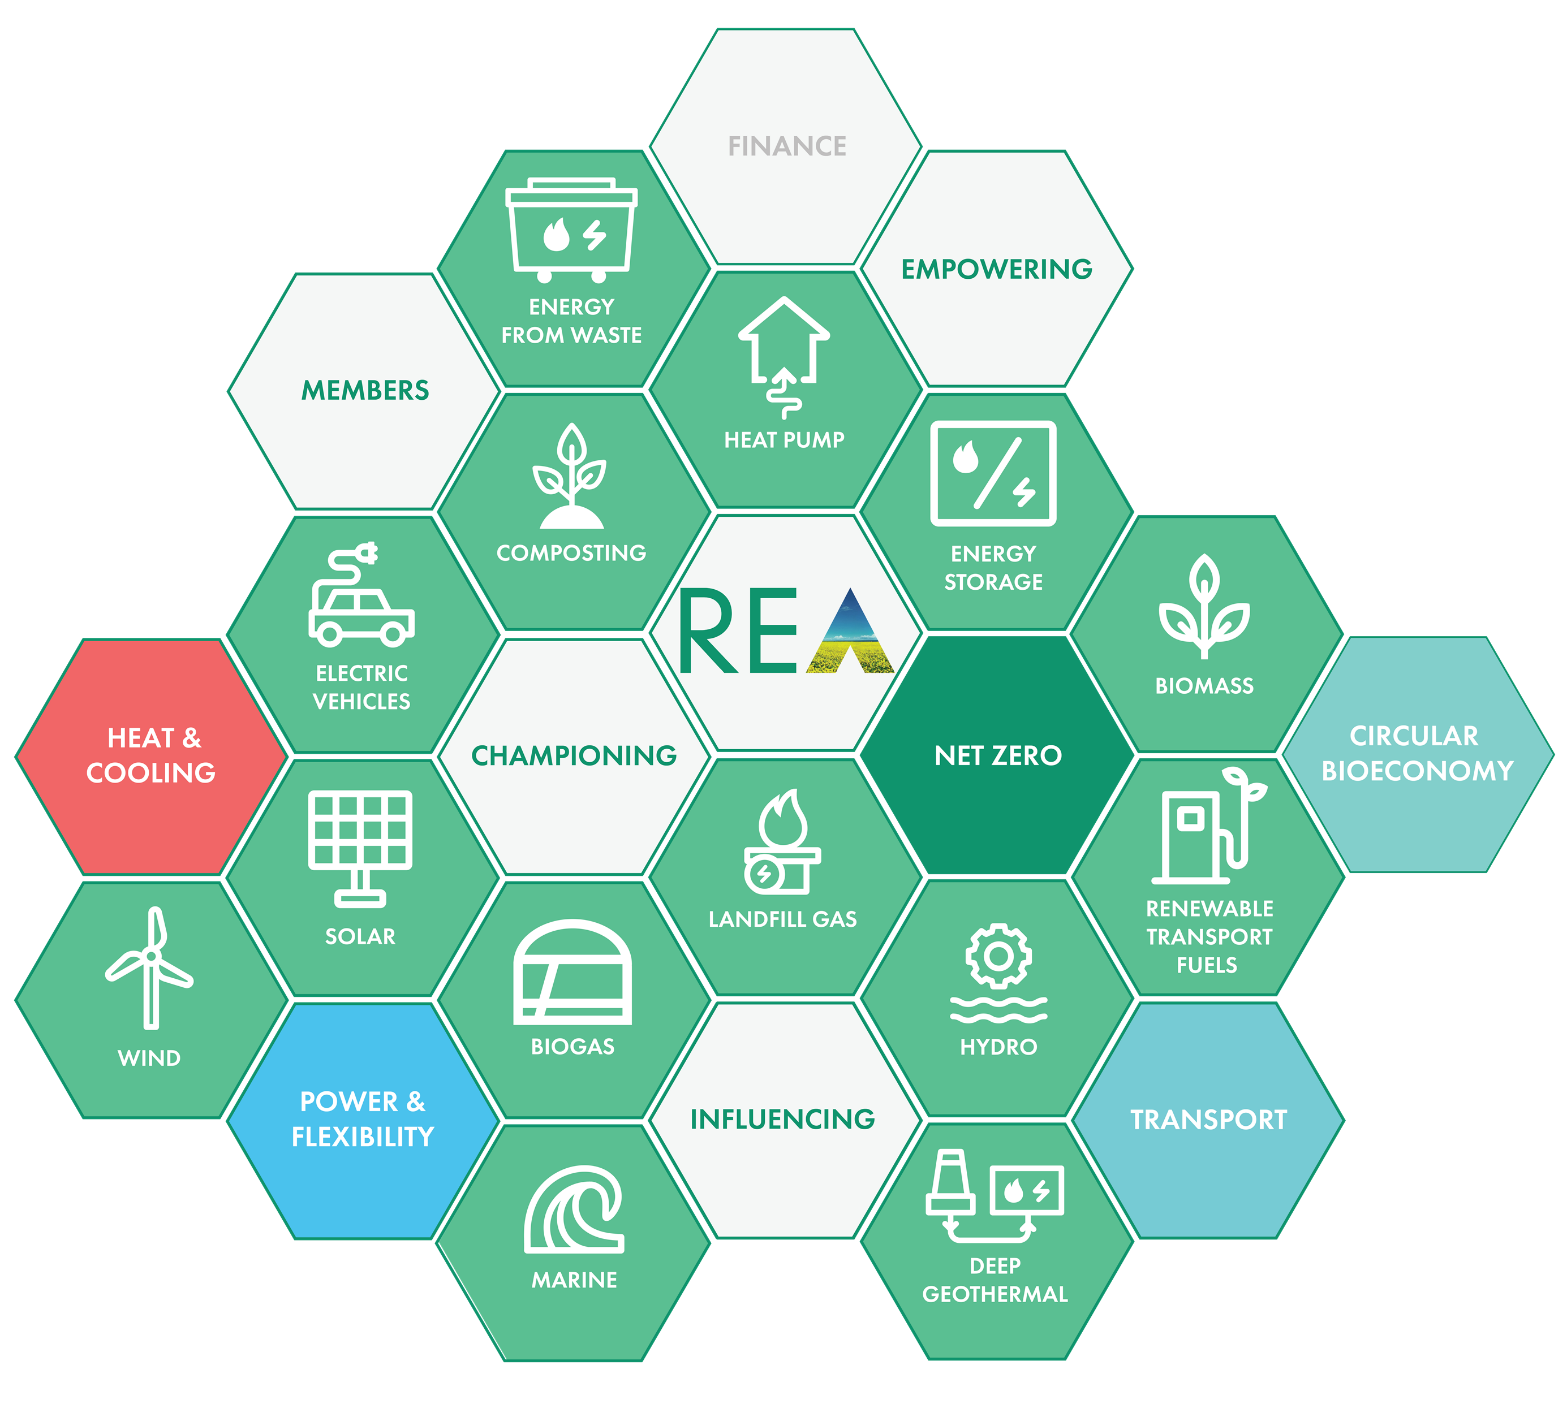 FINANCE
EMPOWERING
ENERGY
FROM WASTE
MEMBERS
HEAT PUMP
COMPOSTING
ENERGY
STORAGE
REA
ELECTRIC
VEHICLES
BIOMASS
HEAT &
COOLING
CHAMPIONING
NET ZERO
CIRCULAR
BIOECONOMY
SOLAR
LANDFILL GAS
RENEWABLE
TRANSPORT
FUELS
WIND
BIOGAS
HYDRO
POWER &
FLEXIBILITY
INFLUENCING
TRANSPORT
MARINE
DEEP
GEOTHERMAL